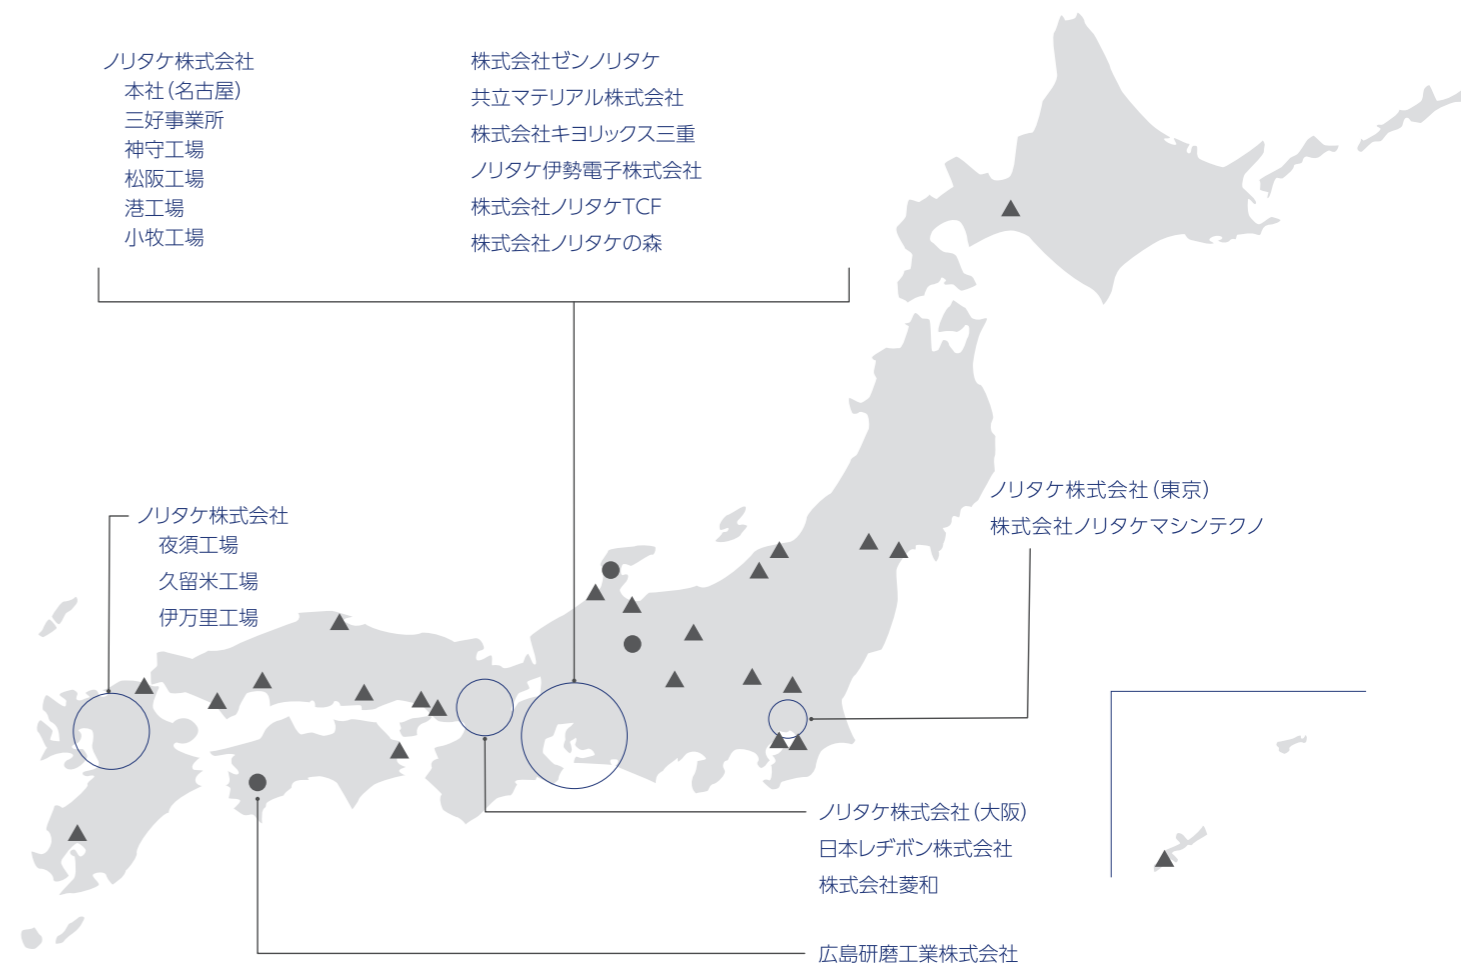 ノリタケ株式会社
本社(名古屋)
三好事業所
神守工場
松阪工場
港工場
小牧工場
株式会社ゼンノリタケ
共立マテリアル株式会社
株式会社キヨリックス三重
ノリタケ伊勢電子株式会社
株式会社ノリタケTCF
株式会社ノリタケの森
ノリタケ株式会社(東京)
株式会社ノリタケマシンテクノ
ノリタケ株式会社
夜須工場
久留米工場
伊万里工場
ノリタケ株式会社(大阪)
日本レヂボン株式会社
株式会社菱和
広島研磨工業株式会社